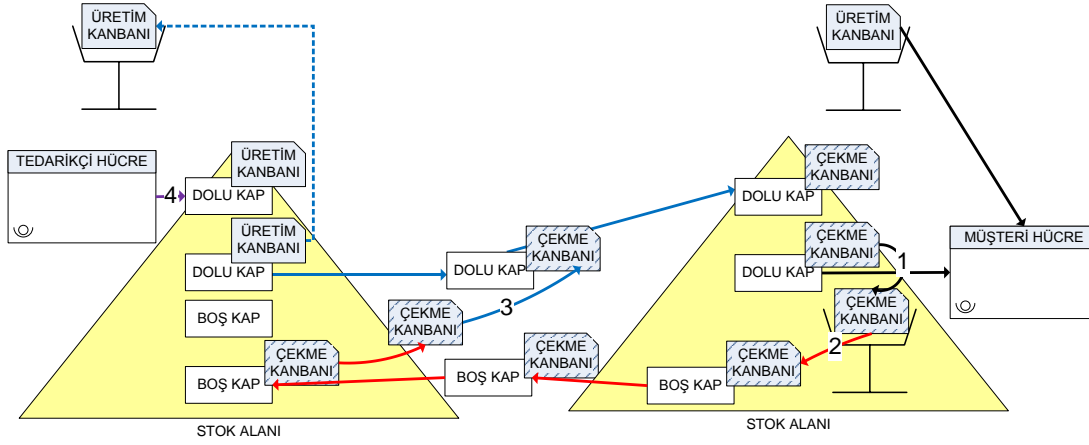 ÜRETİM
KANBANI
ÜRETİM
KANBANI
TEDARİKÇİ HÜCRE
ÜRETİM
KANBANI
4
DOLU KAP
ÜRETİM
KANBANI
DOLU KAP
BOŞ KAP
ÇEKME
KANBANI
BOŞ KAP
STOK ALANI
ÇEKME
KANBANI
DOLU KAP
3
ÇEKME
KANBANI
ÇEKME
KANBANI
BOŞ KAP
ÇEKME
KANBANI
DOLU KAP
ÇEKME
KANBANI
DOLU KAP
1
MÜŞTERİ HÜCRE
ÇEKME
KANBANI
2
ÇEKME
KANBANI
BOŞ KAP
STOK ALANI